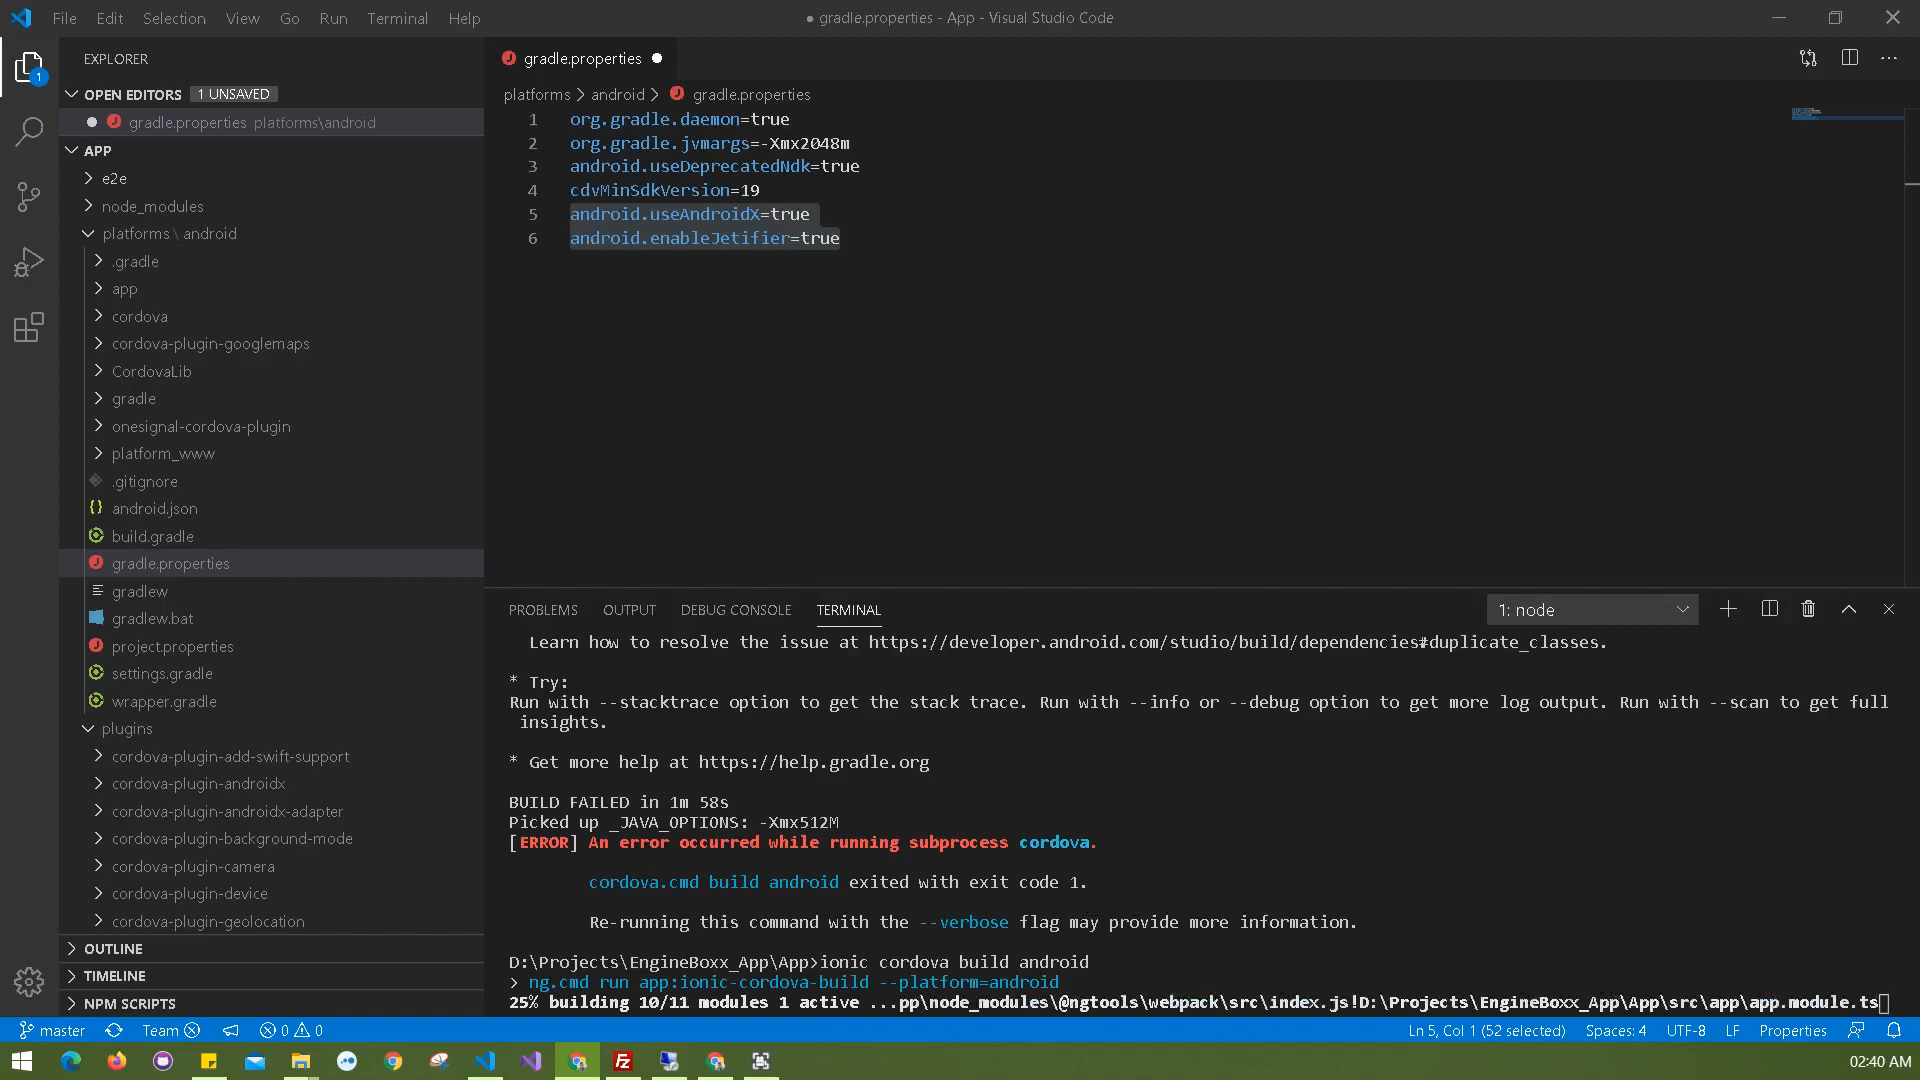 File Edit Selection View Go Run Terminal Help
● gradle.properties - App - Visual Studio Code
EXPLORER
OPEN EDITORS 1 UNSAVED
gradle.properties platforms\android
APP
e2e
node_modules
platforms \ android
.gradle
app
cordova
cordova-plugin-googlemaps
CordovaLib
gradle
onesignal-cordova-plugin
platform_www
.gitignore
android.json
build.gradle
gradle.properties
gradlew
gradlew.bat
project.properties
settings.gradle
wrapper.gradle
plugins
cordova-plugin-add-swift-support
cordova-plugin-androidx
cordova-plugin-androidx-adapter
cordova-plugin-background-mode
cordova-plugin-camera
cordova-plugin-device
cordova-plugin-geolocation
OUTLINE
TIMELINE
NPM SCRIPTS
1
gradle.properties
platforms > android > gradle.properties
1 org.gradle.daemon=true
2 org.gradle.jvmargs=-Xmx2048m
3 android.useDeprecatedNdk=true
4 cdvMinSdkVersion=19
5 android.useAndroidX=true
6 android.enableJetifier=true
PROBLEMS OUTPUT DEBUG CONSOLE TERMINAL
1: node
Learn how to resolve the issue at https://developer.android.com/studio/build/dependencies#duplicate_classes.
* Try:
Run with --stacktrace option to get the stack trace. Run with --info or --debug option to get more log output. Run with --scan to get full
insights.
* Get more help at https://help.gradle.org
BUILD FAILED in 1m 58s
Picked up _JAVA_OPTIONS: -Xmx512M
[ERROR] An error occurred while running subprocess cordova.
cordova.cmd build android exited with exit code 1.
Re-running this command with the --verbose flag may provide more information.
D:\Projects\EngineBoxx_App\App>ionic cordova build android
> ng.cmd run app:ionic-cordova-build --platform=android
25% building 10/11 modules 1 active ...pp\node_modules\@ngtools\webpack\src\index.js!D:\Projects\EngineBoxx_App\App\src\app\app.module.ts
master Team 0 0
Ln 5, Col 1 (52 selected) Spaces: 4 UTF-8 LF Properties
02:40 AM